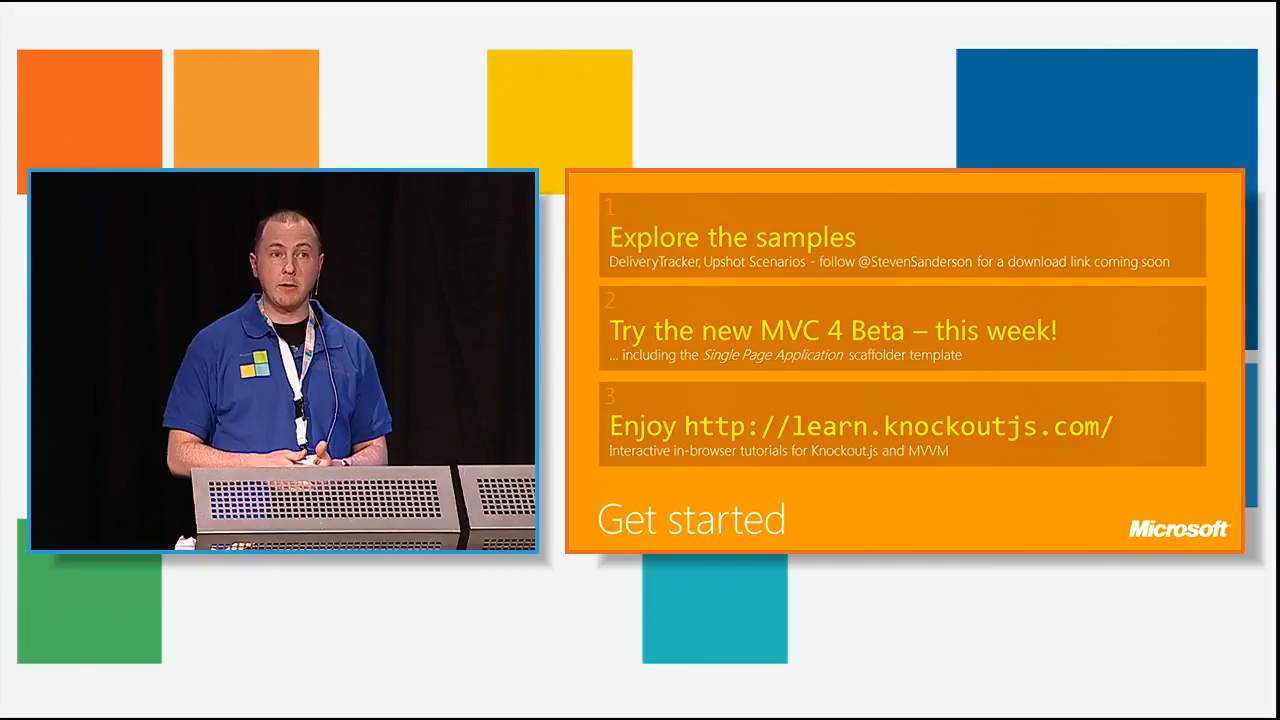 1
Explore the samples
DeliveryTracker, Upshot Scenarios - follow @StevenSanderson for a download link coming soon
2
Try the new MVC 4 Beta – this week!
... including the Single Page Application scaffolder template
3
Enjoy http://learn.knockoutjs.com/
Interactive in-browser tutorials for Knockout.js and MVVM
Get started
Microsoft